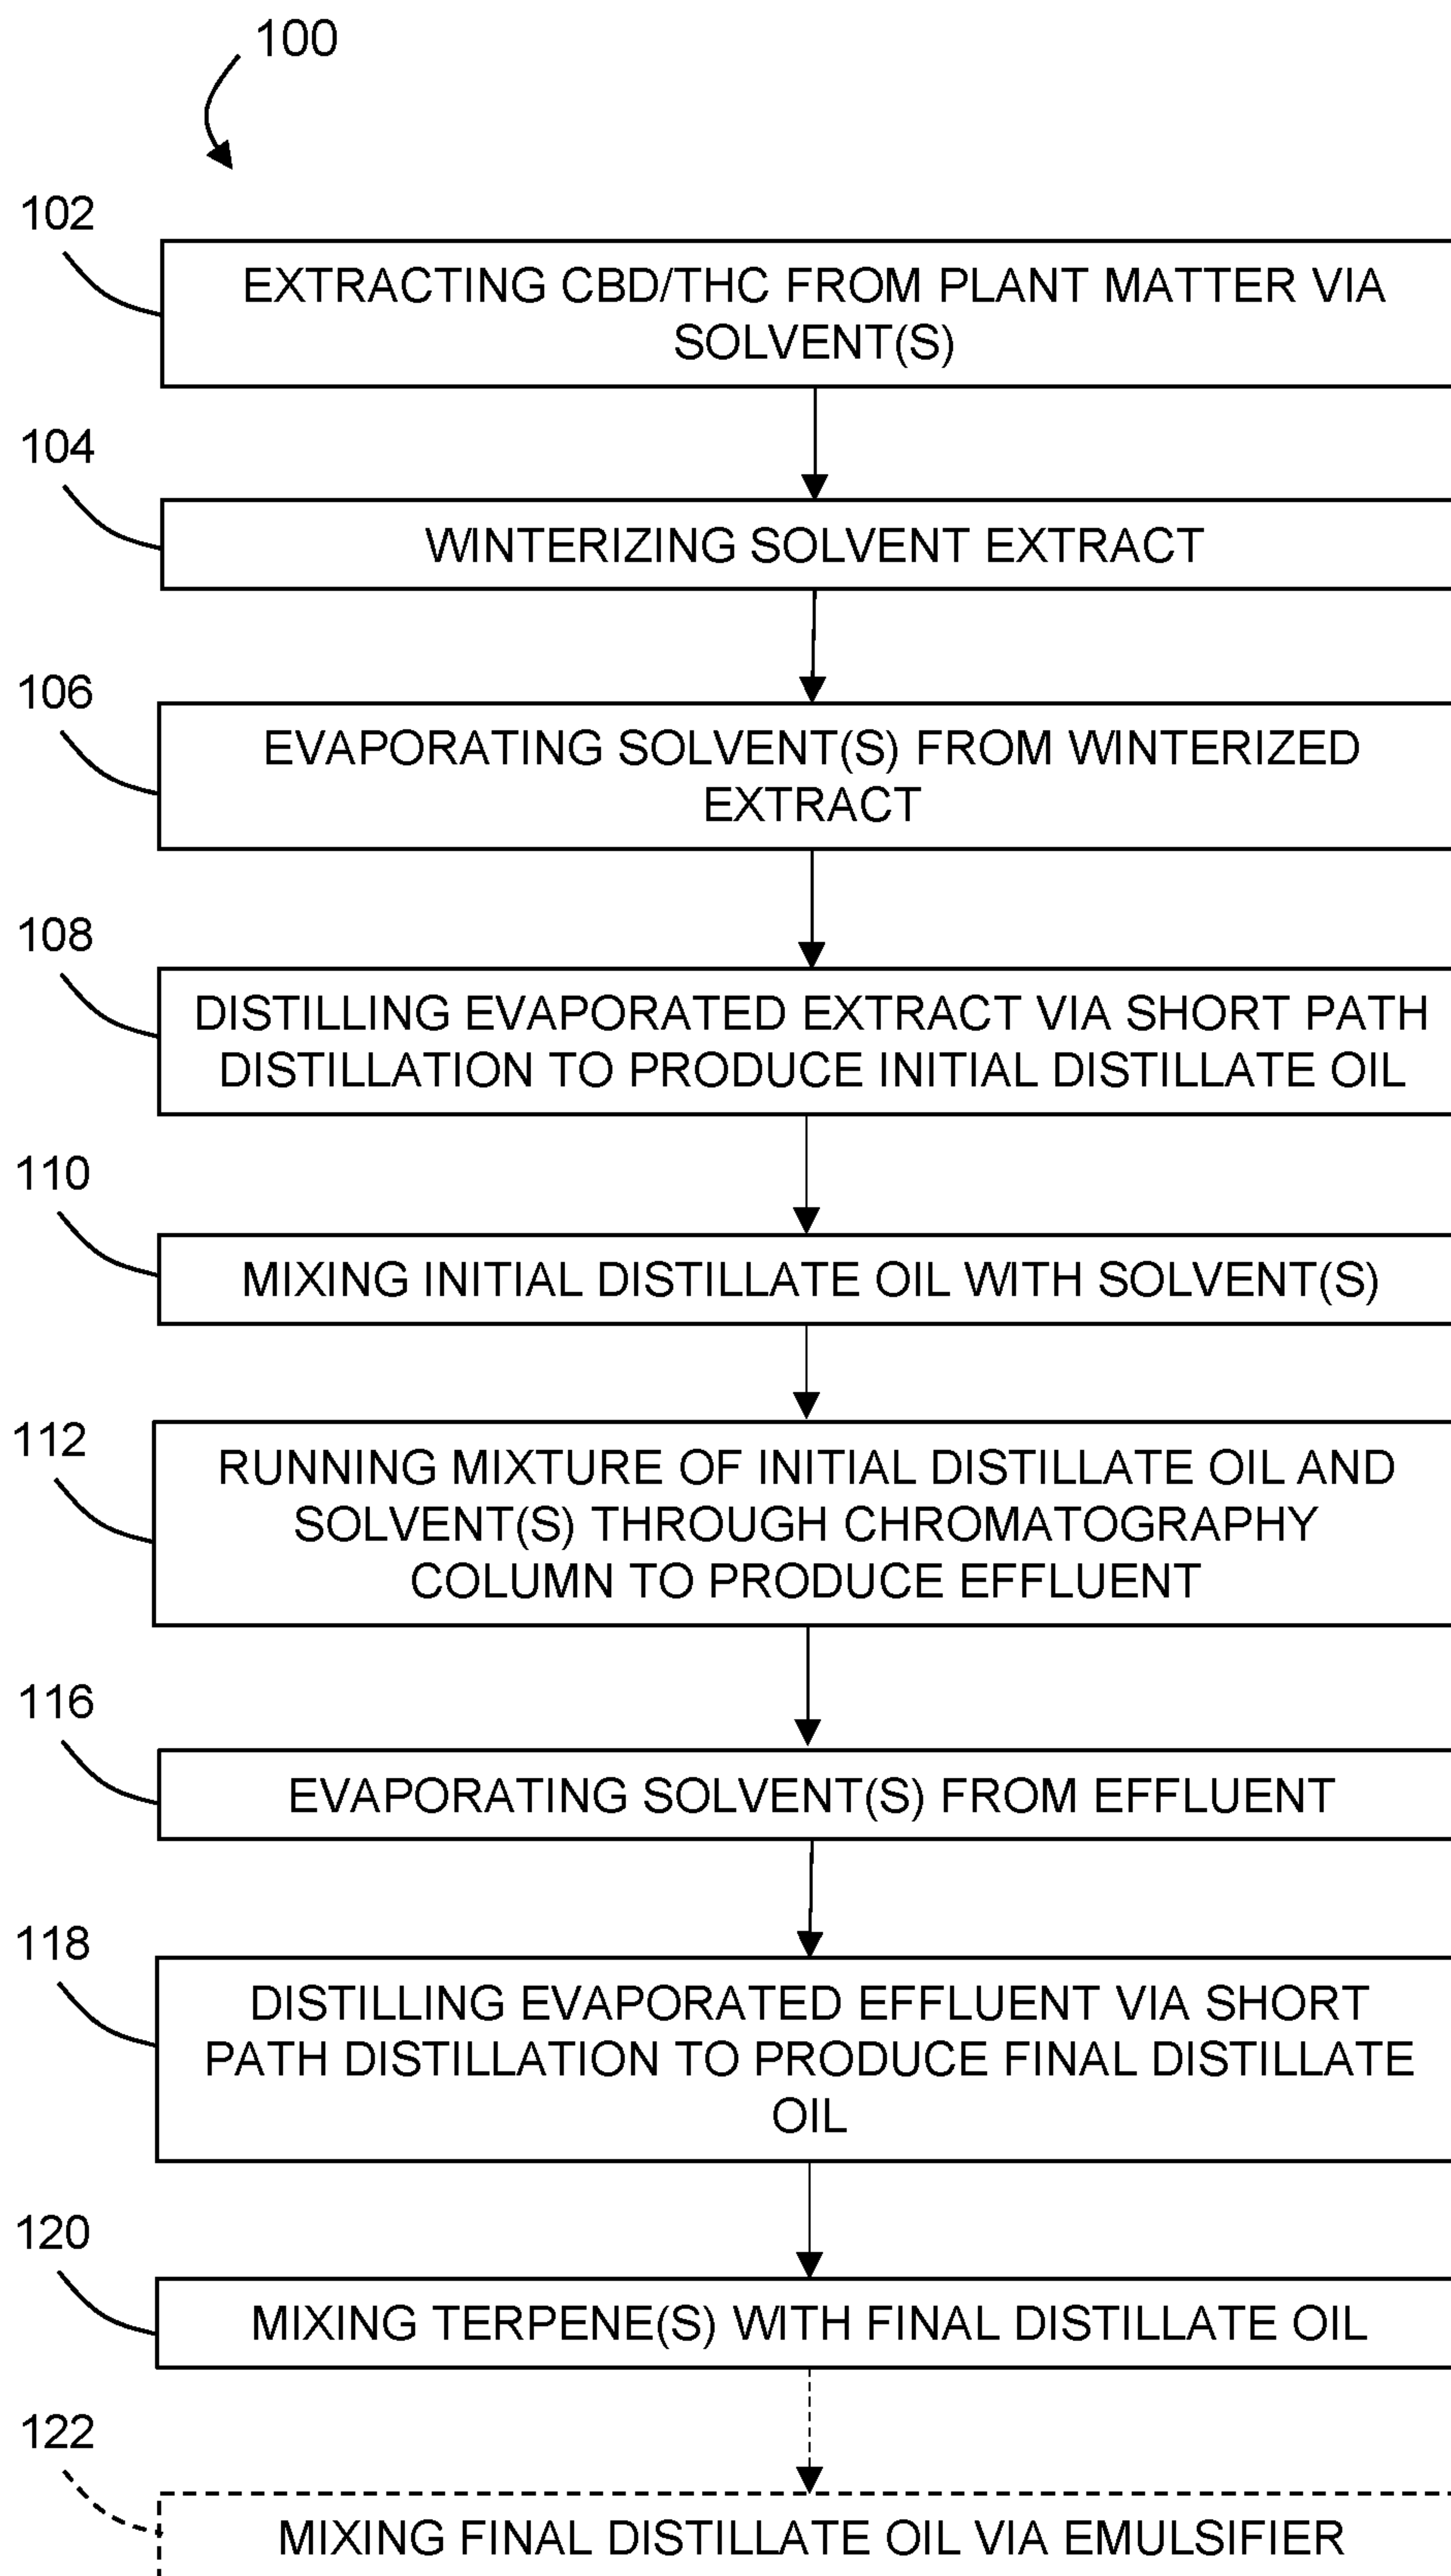 100
102
EXTRACTING CBD/THC FROM PLANT MATTER VIA
SOLVENT(S)
104
WINTERIZING SOLVENT EXTRACT
106
EVAPORATING SOLVENT(S) FROM WINTERIZED
EXTRACT
108
DISTILLING EVAPORATED EXTRACT VIA SHORT PATH
DISTILLATION TO PRODUCE INITIAL DISTILLATE OIL
110
MIXING INITIAL DISTILLATE OIL WITH SOLVENT(S)
112
RUNNING MIXTURE OF INITIAL DISTILLATE OIL AND
SOLVENT(S) THROUGH CHROMATOGRAPHY
COLUMN TO PRODUCE EFFLUENT
116
EVAPORATING SOLVENT(S) FROM EFFLUENT
118
DISTILLING EVAPORATED EFFLUENT VIA SHORT
PATH DISTILLATION TO PRODUCE FINAL DISTILLATE
OIL
120
MIXING TERPENE(S) WITH FINAL DISTILLATE OIL
122
MIXING FINAL DISTILLATE OIL VIA EMULSIFIER